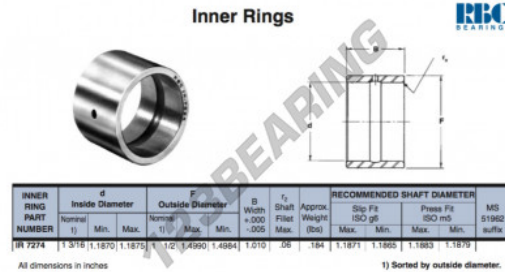 Inner Rings
RBC
BEARINGS
123BEARING
B
r₂
d
F
INNER RING PART NUMBER
d Inside Diameter
F Outside Diameter
B Width +.000 -.005
r₂ Shaft Fillet Max.
Approx. Weight (lbs)
RECOMMENDED SHAFT DIAMETER
Slip Fit ISO g6
Press Fit ISO m5
MS 51962 suffix
Nominal 1) Max. Min. Nominal 1) Max. Min. Max. Min. Max. Min.
IR 7274 1 3/16 1.1870 1.1875 1 1/2 1.4990 1.4984 1.010 .06 .184 1.1871 1.1865 1.1883 1.1879
All dimensions in inches
1) Sorted by outside diameter.